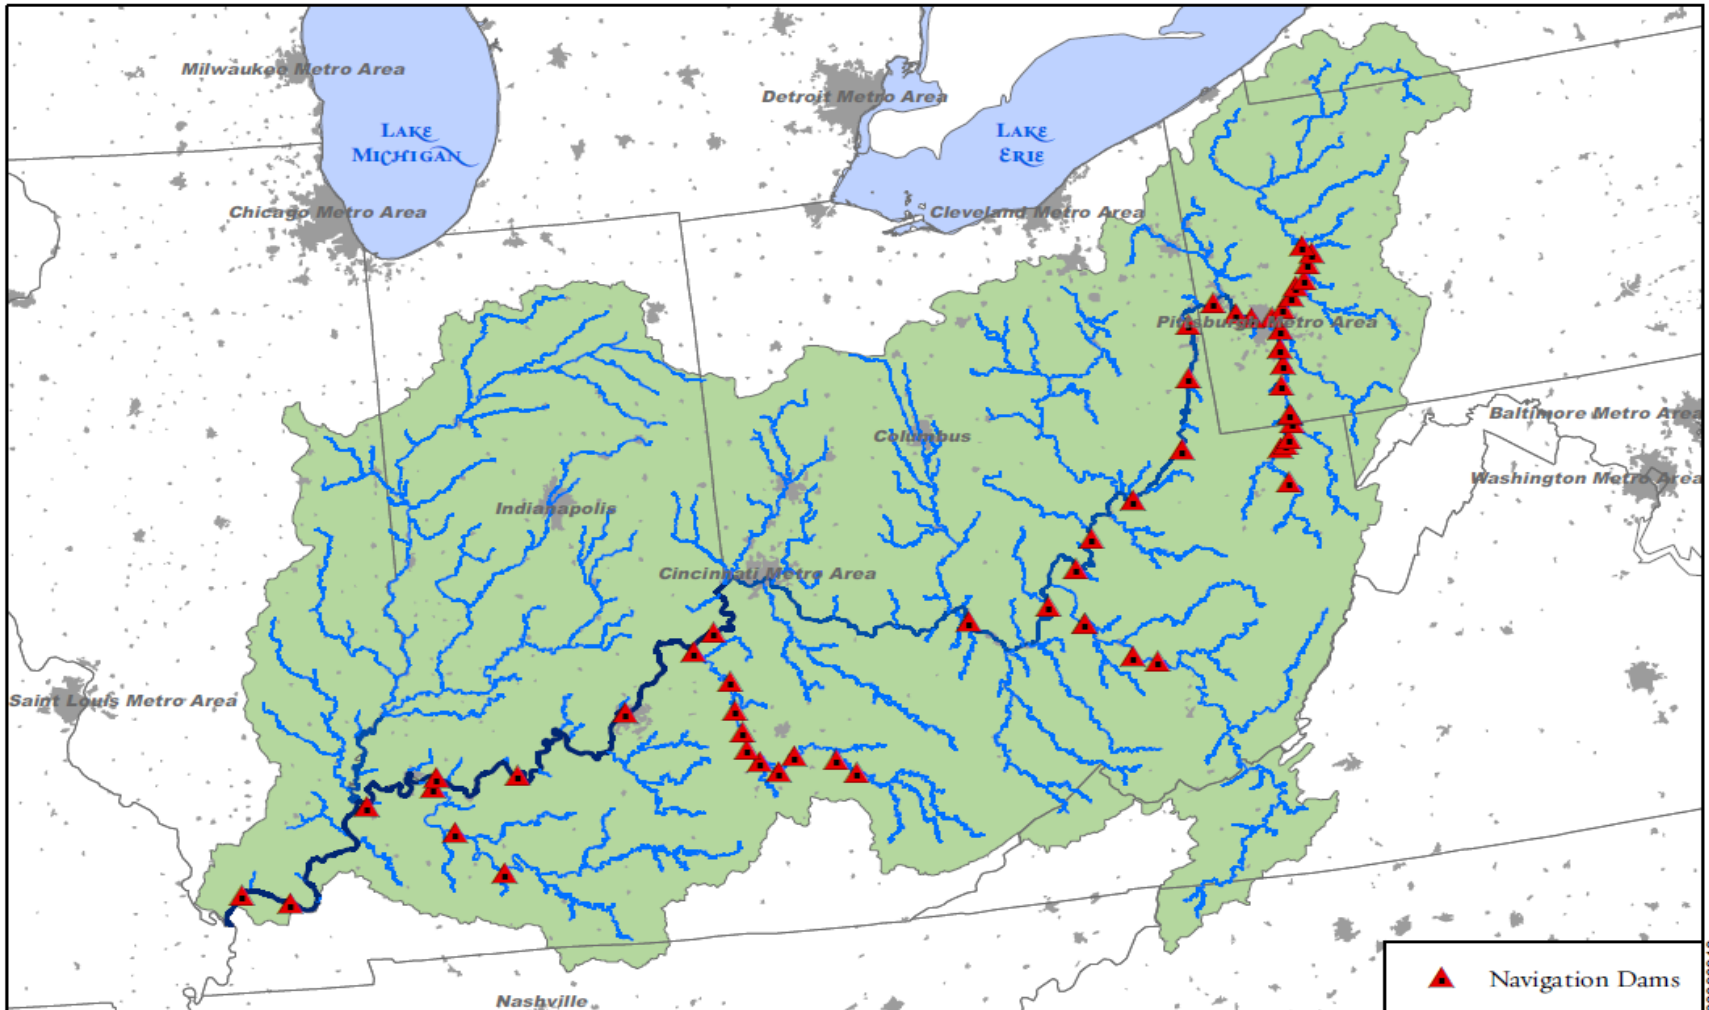 Milwaukee Metro Area
Detroit Metro Area
LAKE
MICHIGAN
LAKE
ERIE
Chicago Metro Area
Cleveland Metro Area
Pittsburgh Metro Area
Baltimore Metro Area
Columbus
Washington Metro Area
Indianapolis
Cincinnati Metro Area
Saint Louis Metro Area
Navigation Dams
Nashville